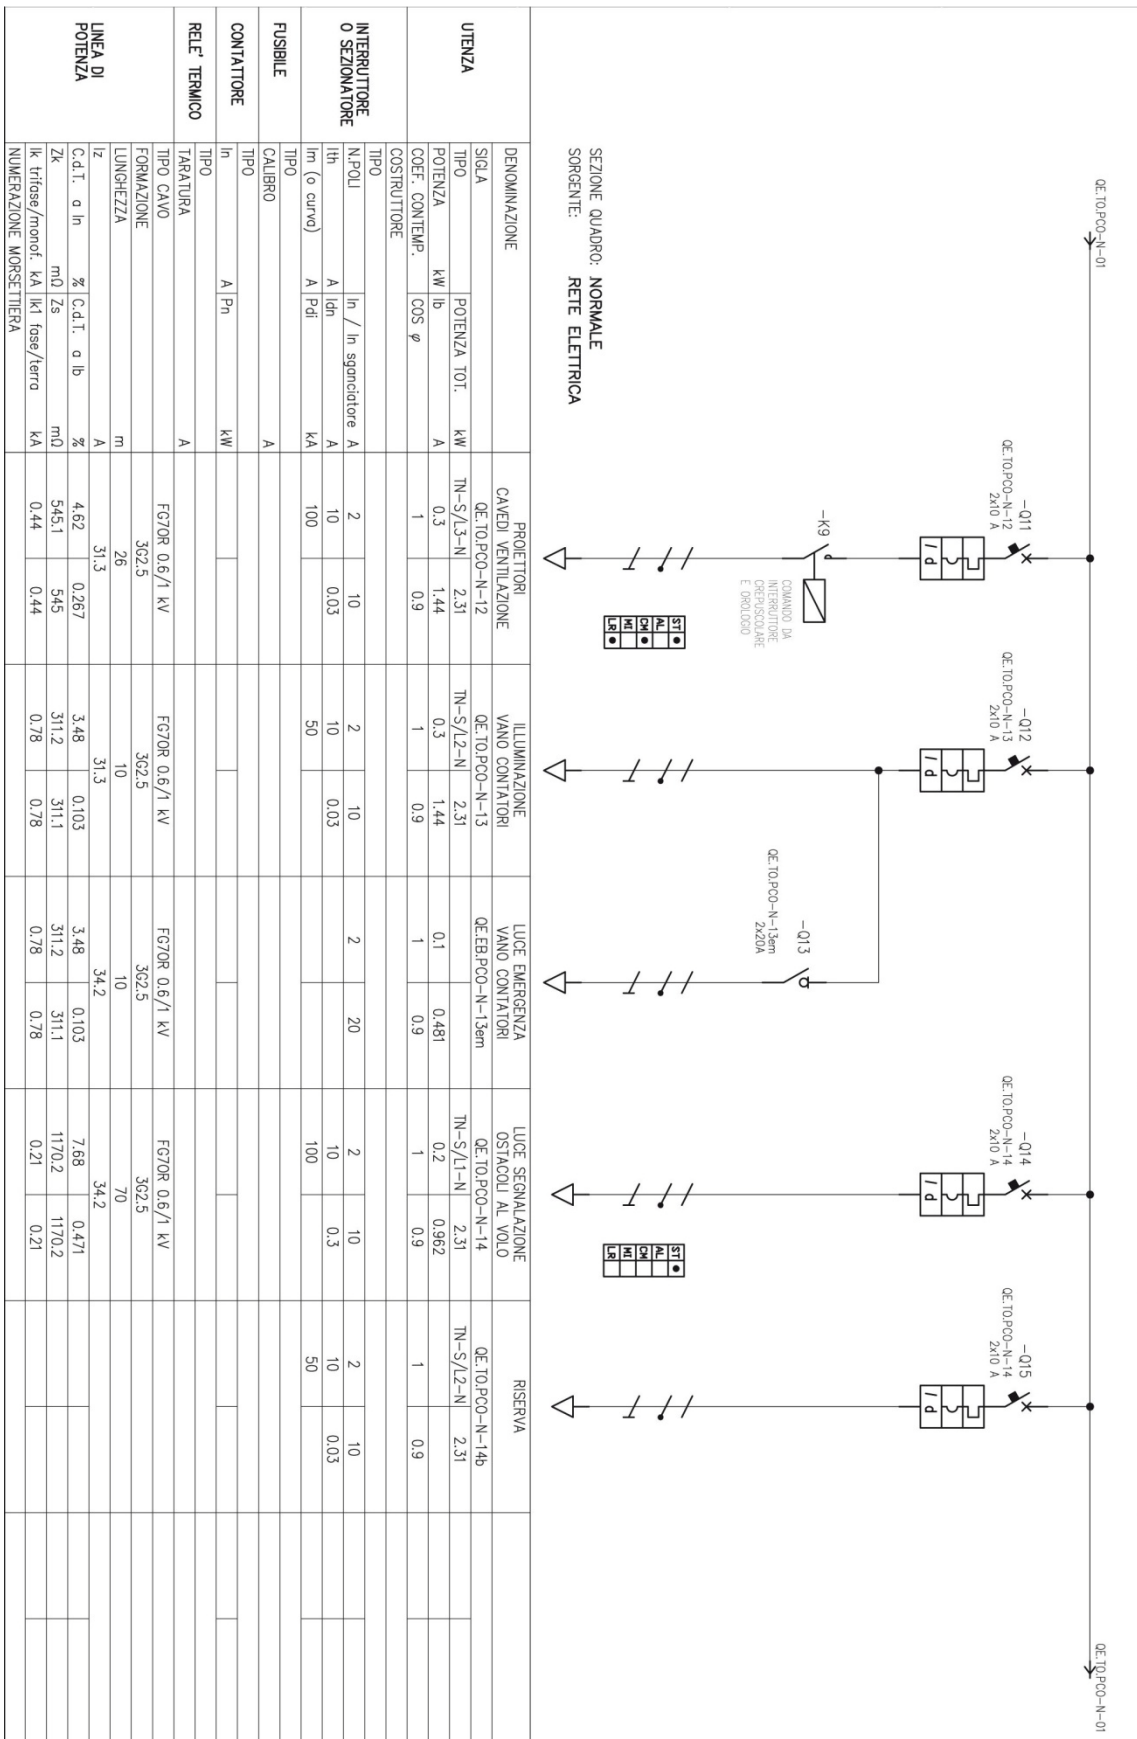 QE.TO.PCO-N-01
QE.TO.PCO-N-01
SEZIONE QUADRO: NORMALE
SORGENTE: RETE ELETTRICA
-Q11
QE.TO.PCO-N-12
2x10 A
Id
-K9
COMANDO DA
INTERRUTTORE
CREPUSCOLARE
E OROLOGIO
ST
AL
CM
MI
LR
-Q12
QE.TO.PCO-N-13
2x10 A
Id
-Q13
QE.TO.PCO-N-13em
2x20A
-Q14
QE.TO.PCO-N-14
2x10 A
Id
ST
AL
CM
MI
LR
-Q15
QE.TO.PCO-N-14
2x10 A
Id
UTENZA
DENOMINAZIONE PROIETTORI CAVEDI VENTILAZIONE ILLUMINAZIONE VANO CONTATORI LUCE EMERGENZA VANO CONTATORI LUCE SEGNALAZIONE OSTACOLI AL VOLO RISERVA
SIGLA QE.TO.PCO-N-12 QE.TO.PCO-N-13 QE.EB.PCO-N-13em QE.TO.PCO-N-14 QE.TO.PCO-N-14b
TIPO POTENZA TOT. kW TN-S/L3-N 2.31 TN-S/L2-N 2.31 TN-S/L1-N 2.31 TN-S/L2-N 2.31
POTENZA kW Ib A 0.3 1.44 0.3 1.44 0.1 0.481 0.2 0.962
COEF. CONTEMP. COS φ 1 0.9 1 0.9 1 0.9 1 0.9 1 0.9
INTERRUTTORE
O SEZIONATORE
COSTRUTTORE
TIPO
N.POLI In / In sganciatore A 2 10 2 10 2 20 2 10 2 10
Ith A Idn A 10 0.03 10 0.03 10 0.3 10 0.03
Im (o curva) A Pdi kA 100 50 100 50
FUSIBILE
TIPO
CALIBRO A
CONTATTORE
TIPO
In A Pn kW
RELE' TERMICO
TIPO
TARATURA A
LINEA DI
POTENZA
TIPO CAVO FG7OR 0.6/1 kV FG7OR 0.6/1 kV FG7OR 0.6/1 kV FG7OR 0.6/1 kV
FORMAZIONE 3G2.5 3G2.5 3G2.5 3G2.5
LUNGHEZZA m 26 10 10 70
Iz A 31.3 31.3 34.2 34.2
C.d.T. a In % C.d.T. a Ib % 4.62 0.267 3.48 0.103 3.48 0.103 7.68 0.471
Zk mΩ Zs mΩ 545.1 545 311.2 311.1 311.2 311.1 1170.2 1170.2
Ik trifase/monof. kA Ik1 fase/terra kA 0.44 0.44 0.78 0.78 0.78 0.78 0.21 0.21
NUMERAZIONE MORSETTIERA